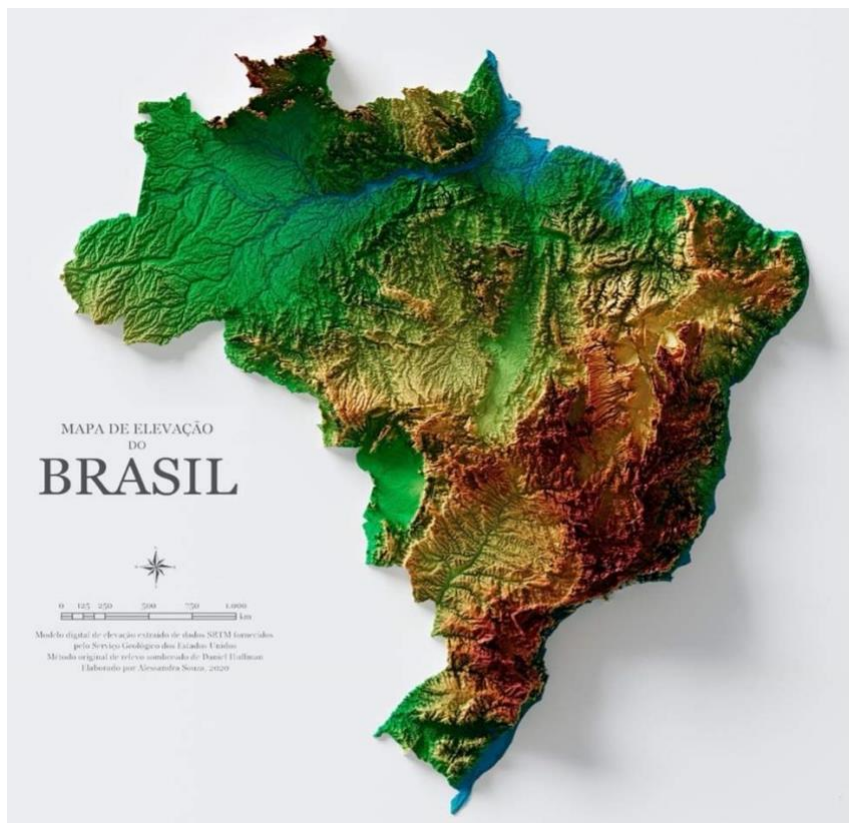 MAPA DE ELEVAÇÃO
DO
BRASIL
0 125 250 500 750 1.000
km
Modelo digital de elevação extraído de dados SRTM fornecidos
pelo Serviço Geológico dos Estados Unidos
Método original de relevo sombreado de Daniel Huffman
Elaborado por Alessandra Souza, 2020